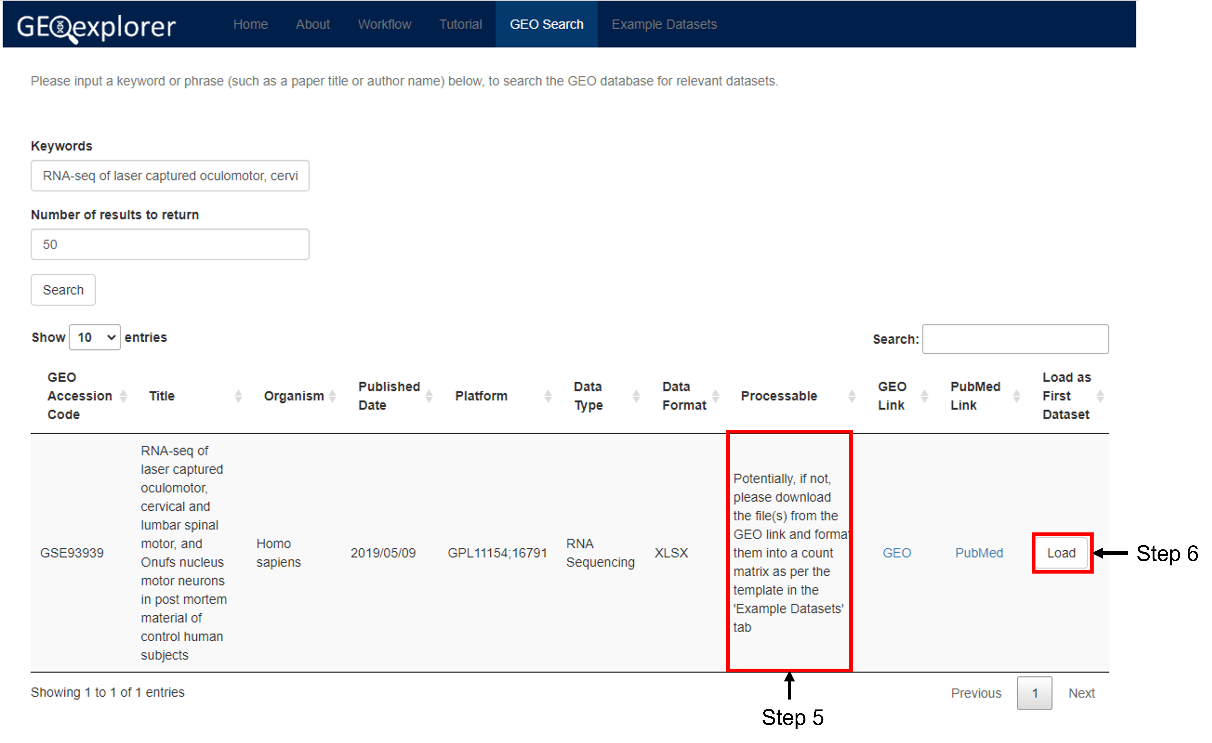 GEOexplorer
Home About Workflow Tutorial GEO Search Example Datasets
Please input a keyword or phrase (such as a paper title or author name) below, to search the GEO database for relevant datasets.
Keywords
RNA-seq of laser captured oculomotor, cervi
Number of results to return
50
Search
Show 10 entries
Search:
GEO
Accession
Code
Title
Organism
Published
Date
Platform
Data
Type
Data
Format
Processable
GEO
Link
PubMed
Link
Load as
First
Dataset
GSE93939
RNA-seq of
laser captured
oculomotor,
cervical and
lumbar spinal
motor, and
Onufs nucleus
motor neurons
in post mortem
material of
control human
subjects
Homo
sapiens
2019/05/09
GPL11154;16791
RNA
Sequencing
XLSX
Potentially, if not,
please download
the file(s) from the
GEO link and format
them into a count
matrix as per the
template in the
'Example Datasets'
tab
GEO
PubMed
Load
Step 6
Showing 1 to 1 of 1 entries
Previous 1 Next
Step 5